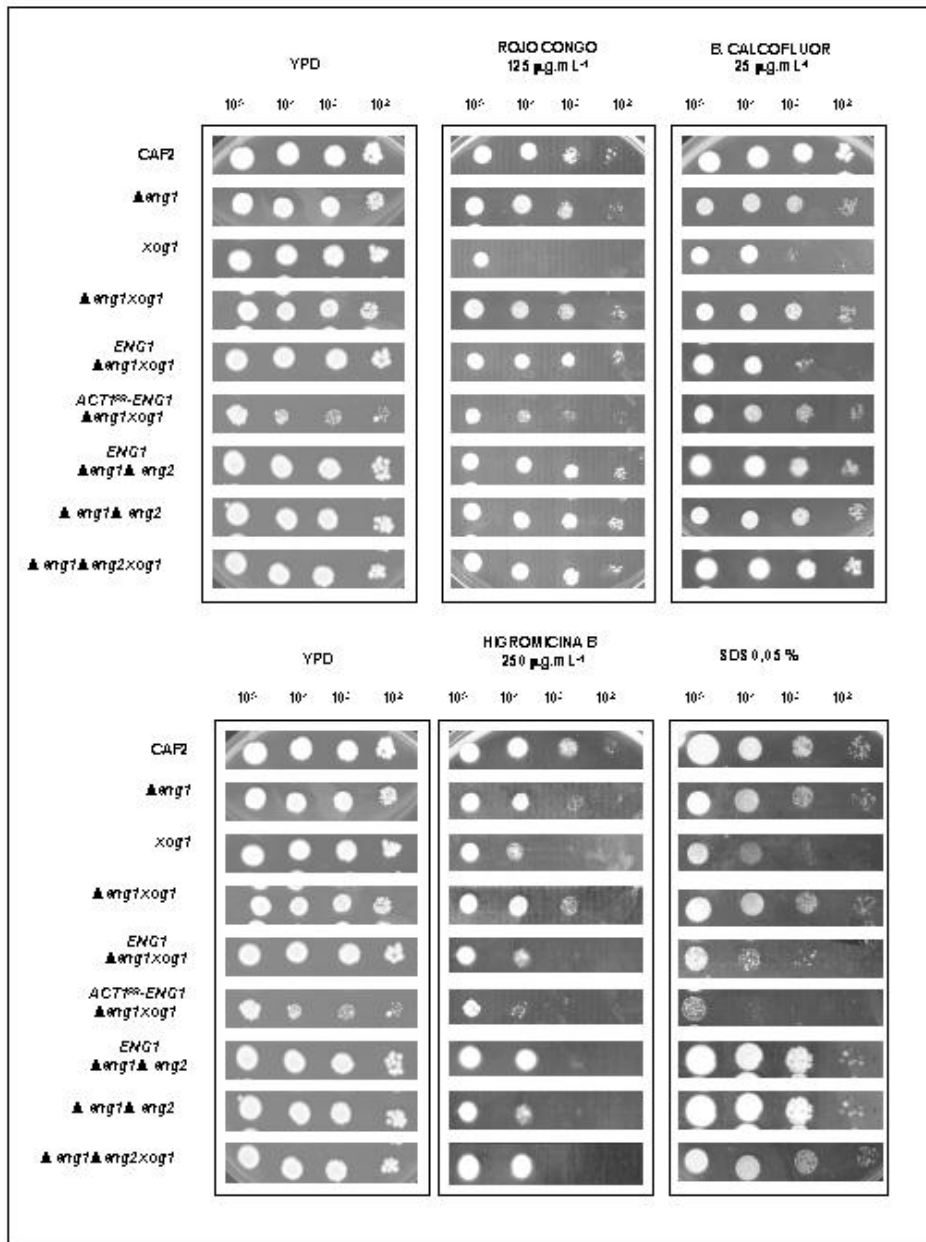 YPD
ROJO CONGO
125 µg.mL⁻¹
B. CALCOFLUOR
25 µg.mL⁻¹
CAF2
▲eng1
xog1
▲eng1xog1
ENG1
▲eng1xog1
ACT1ᴾᴿ-ENG1
▲eng1xog1
ENG1
▲eng1▲ eng2
▲ eng1▲ eng2
▲ eng1▲eng2xog1
YPD
HIGROMICINA B
250 µg.mL⁻¹
SDS 0,05 %
CAF2
▲eng1
xog1
▲eng1xog1
ENG1
▲eng1xog1
ACT1ᴾᴿ-ENG1
▲eng1xog1
ENG1
▲eng1▲ eng2
▲ eng1▲ eng2
▲ eng1▲eng2xog1